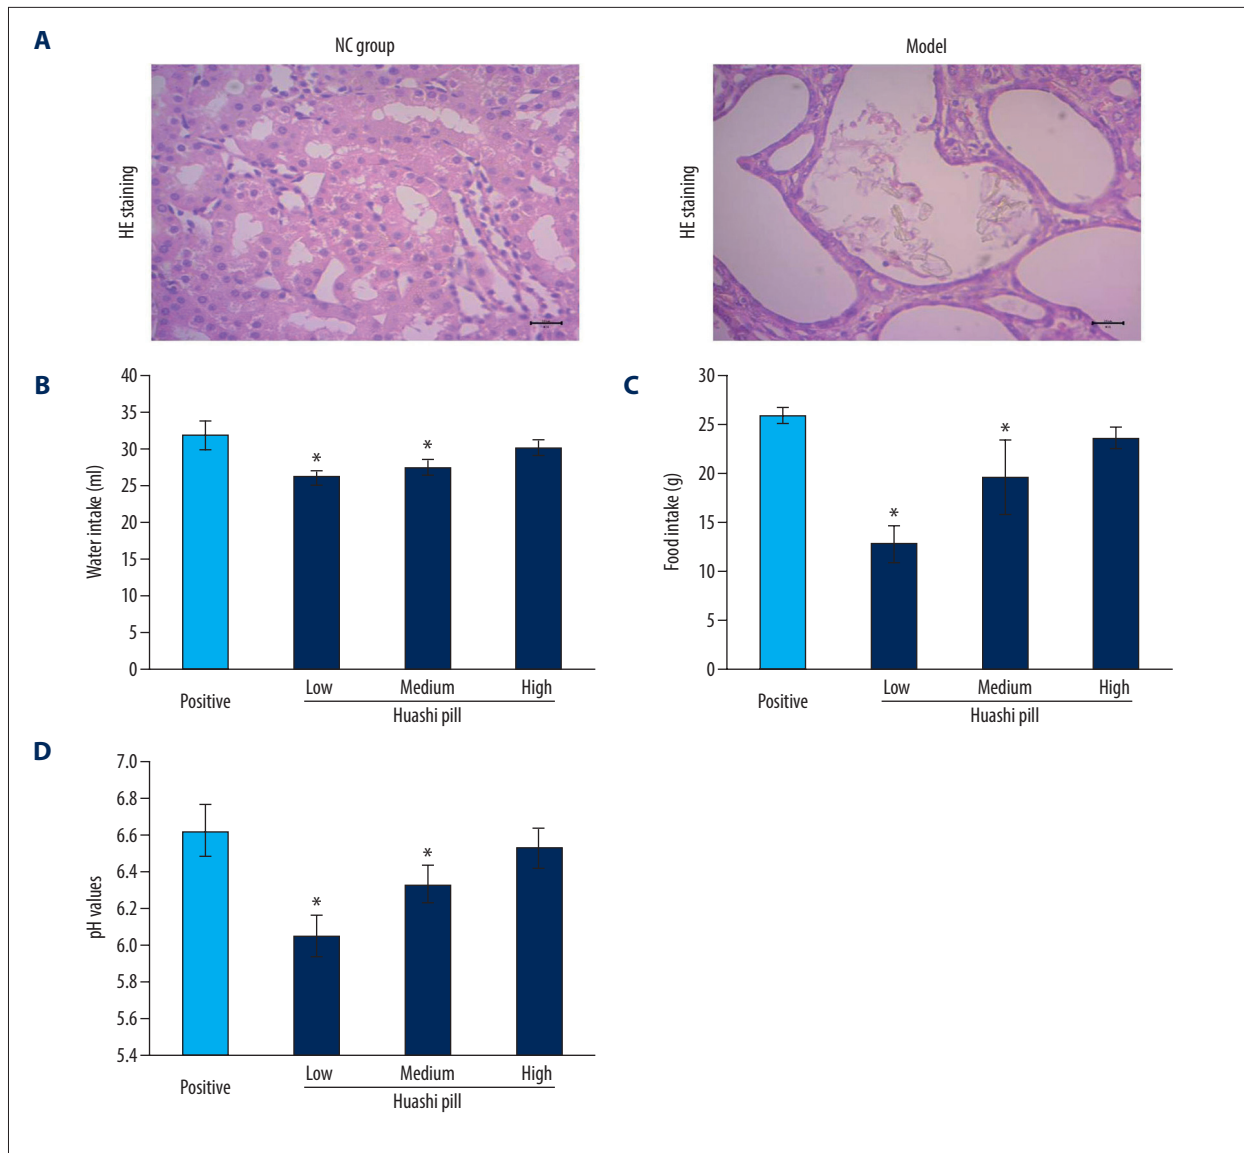 A
NC group
Model
HE staining
HE staining
B
40
35
30
25
20
15
10
5
0
Water intake (ml)
*
*
Positive
Low
Medium
High
Huashi pill
C
30
25
20
15
10
5
0
Food intake (g)
*
*
Positive
Low
Medium
High
Huashi pill
D
7.0
6.8
6.6
6.4
6.2
6.0
5.8
5.6
5.4
pH values
*
*
Positive
Low
Medium
High
Huashi pill